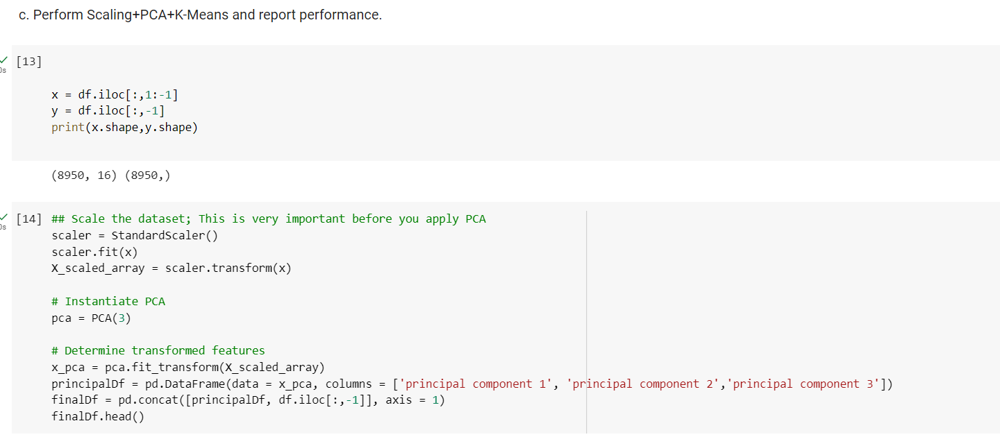 c. Perform Scaling+PCA+K-Means and report performance.
[13]
0s
x = df.iloc[:,1:-1]
y = df.iloc[:,-1]
print(x.shape,y.shape)
(8950, 16) (8950,)
[14] ## Scale the dataset; This is very important before you apply PCA
0s
scaler = StandardScaler()
scaler.fit(x)
X_scaled_array = scaler.transform(x)
# Instantiate PCA
pca = PCA(3)
# Determine transformed features
x_pca = pca.fit_transform(X_scaled_array)
principalDf = pd.DataFrame(data = x_pca, columns = ['principal component 1', 'principal component 2','principal component 3'])
finalDf = pd.concat([principalDf, df.iloc[:,-1]], axis = 1)
finalDf.head()